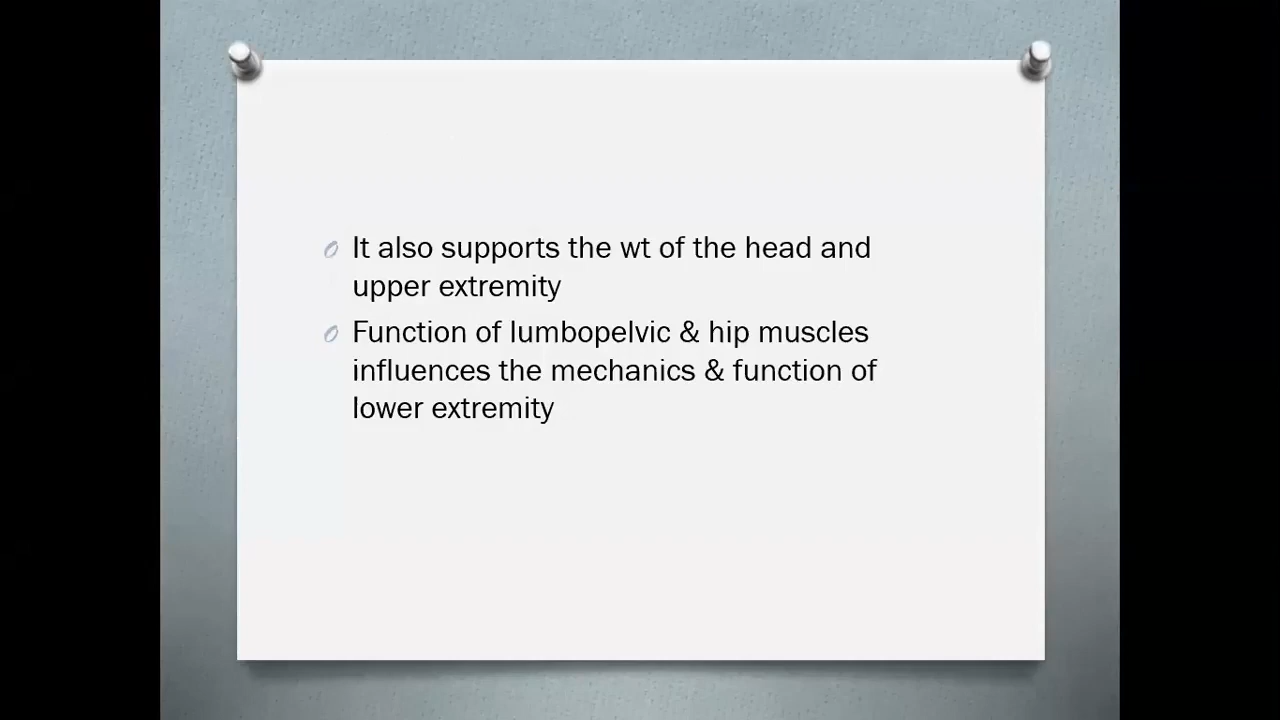 It also supports the wt of the head and
upper extremity
Function of lumbopelvic & hip muscles
influences the mechanics & function of
lower extremity